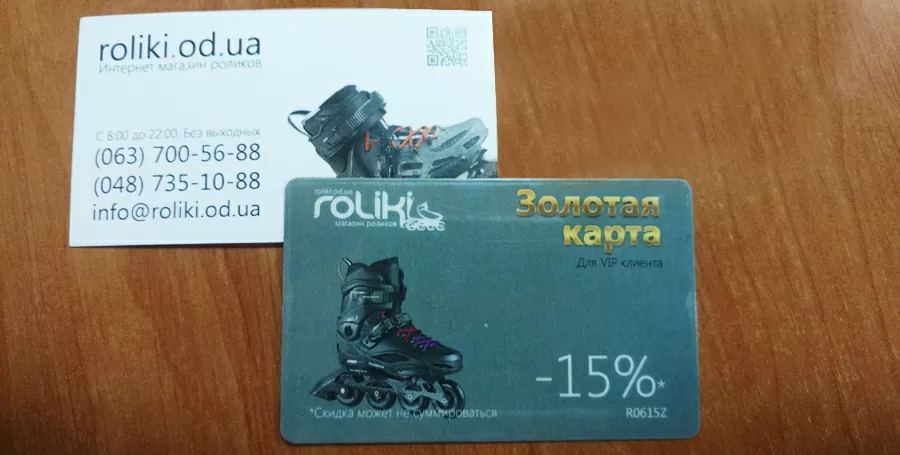 roliki.od.ua
Интернет магазин роликов
С 8:00 до 22:00. Без выходных
(063) 700-56-88
(048) 735-10-88
info@roliki.od.ua
roliki.od.ua
roliki
магазин роликов
Золотая
карта
Для VIP клиента
-15%*
*Скидка может не суммироваться
R0615Z